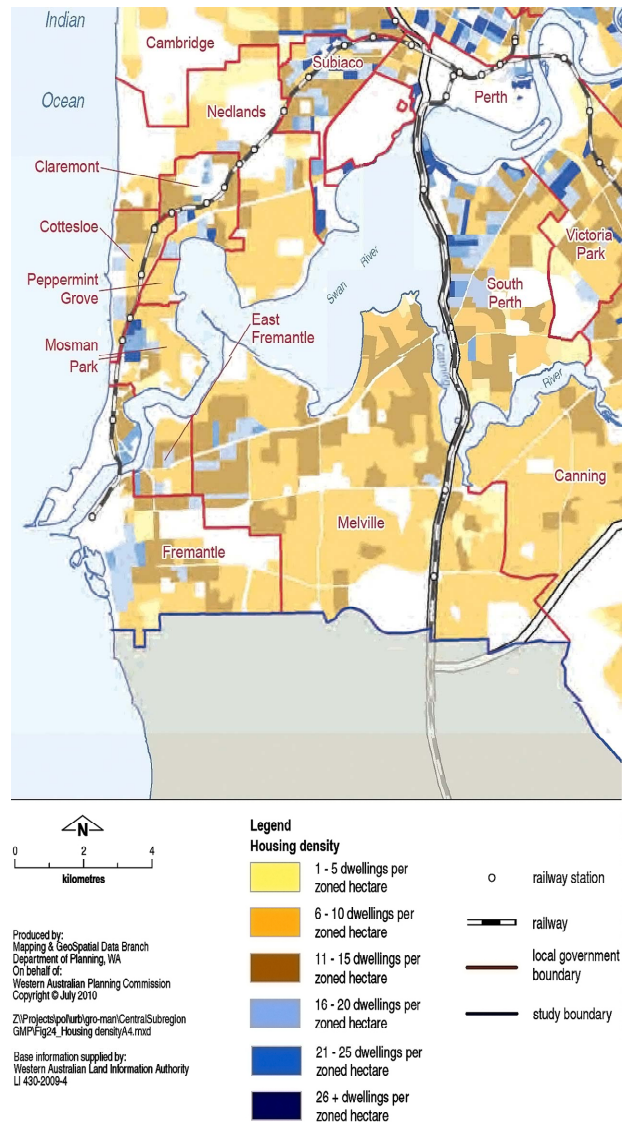 Indian
Ocean
Cambridge
Subiaco
Nedlands
Perth
Claremont
Cottesloe
Victoria
Park
Peppermint
Grove
Swan
River
South
Perth
East
Fremantle
Mosman
Park
Canning
River
Canning
Melville
Fremantle
N
0 2 4
kilometres
Produced by:
Mapping & GeoSpatial Data Branch
Department of Planning, WA
On behalf of:
Western Australian Planning Commission
Copyright © July 2010
Z:\Projects\pol\urb\gro-man\CentralSubregion
GMP\Fig24_Housing densityA4.mxd
Base information supplied by:
Western Australian Land Information Authority
LI 430-2009-4
Legend
Housing density
1 - 5 dwellings per
zoned hectare
6 - 10 dwellings per
zoned hectare
11 - 15 dwellings per
zoned hectare
16 - 20 dwellings per
zoned hectare
21 - 25 dwellings per
zoned hectare
26 + dwellings per
zoned hectare
railway station
railway
local government
boundary
study boundary